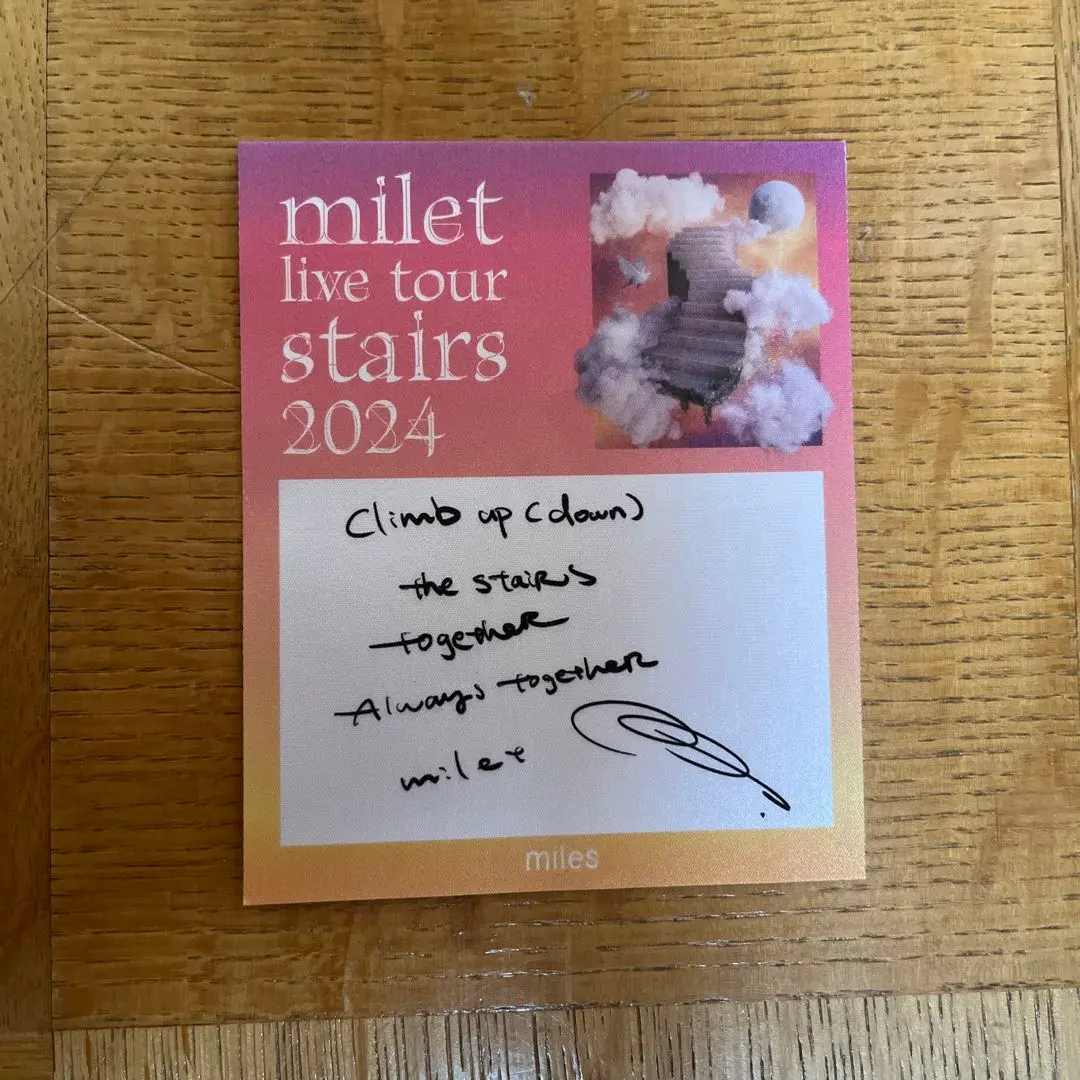 milet
live tour
stairs
2024
Climb up (down)
the stairs
together
Always together
milet
miles